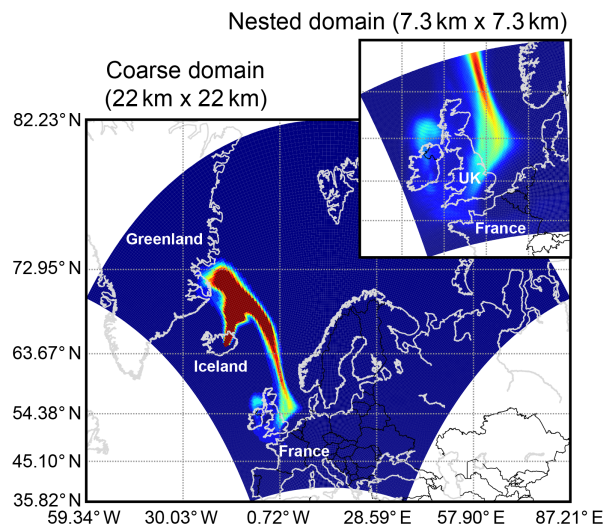 Nested domain (7.3 km x 7.3 km)
Coarse domain
(22 km x 22 km)
82.23° N
UK
France
Greenland
72.95° N
63.67° N
Iceland
54.38° N
France
45.10° N
35.82° N
59.34° W 30.03° W 0.72° W 28.59° E 57.90° E 87.21° E